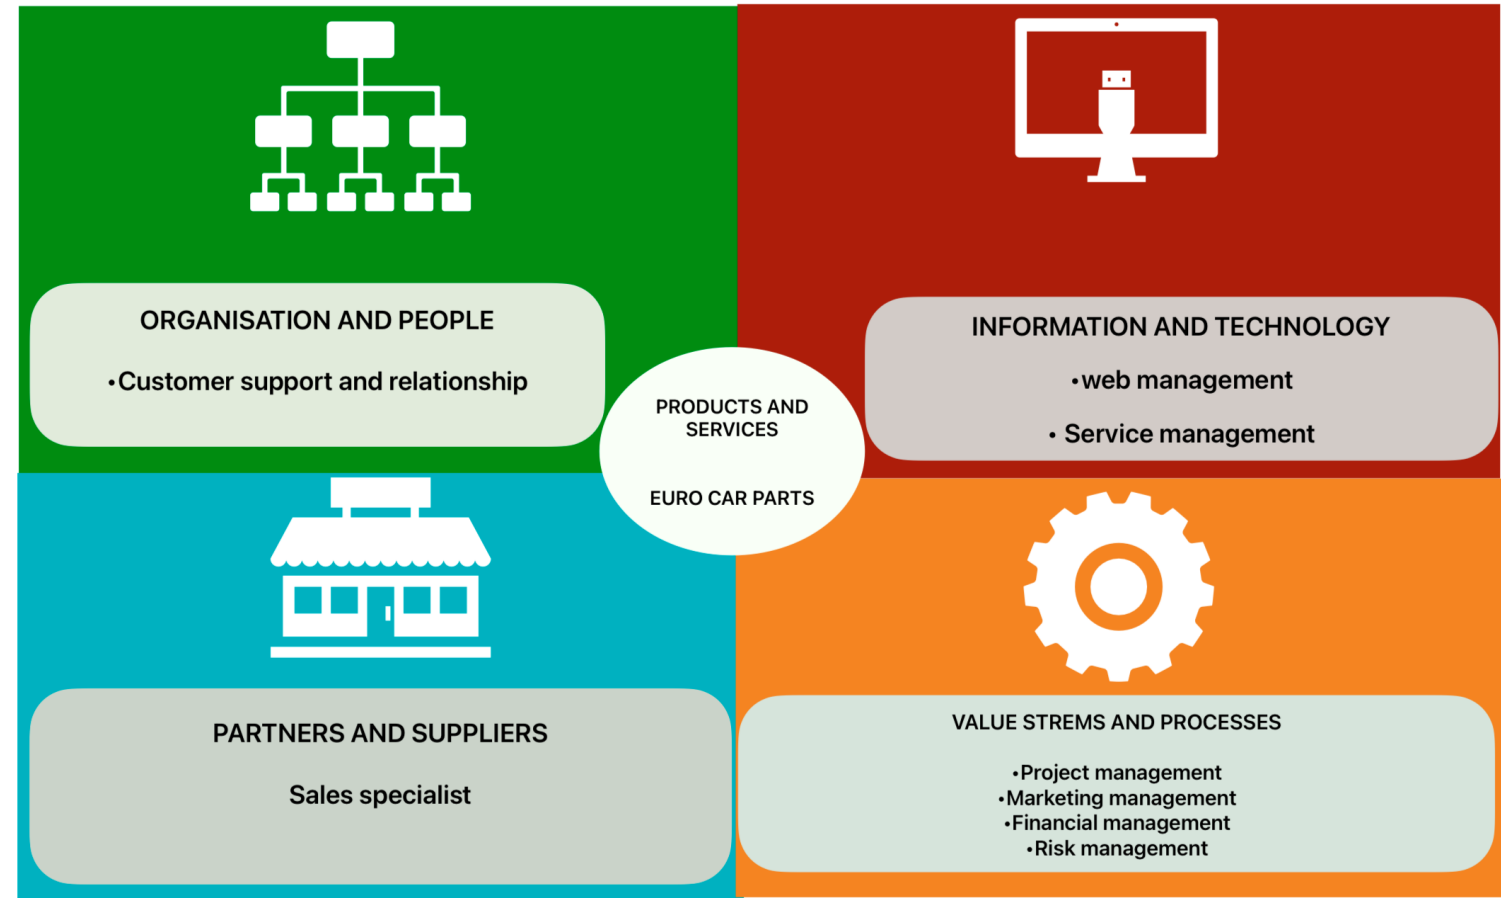 ORGANISATION AND PEOPLE
•Customer support and relationship
INFORMATION AND TECHNOLOGY
•web management
• Service management
PRODUCTS AND
SERVICES
EURO CAR PARTS
PARTNERS AND SUPPLIERS
Sales specialist
VALUE STREMS AND PROCESSES
•Project management
•Marketing management
•Financial management
•Risk management